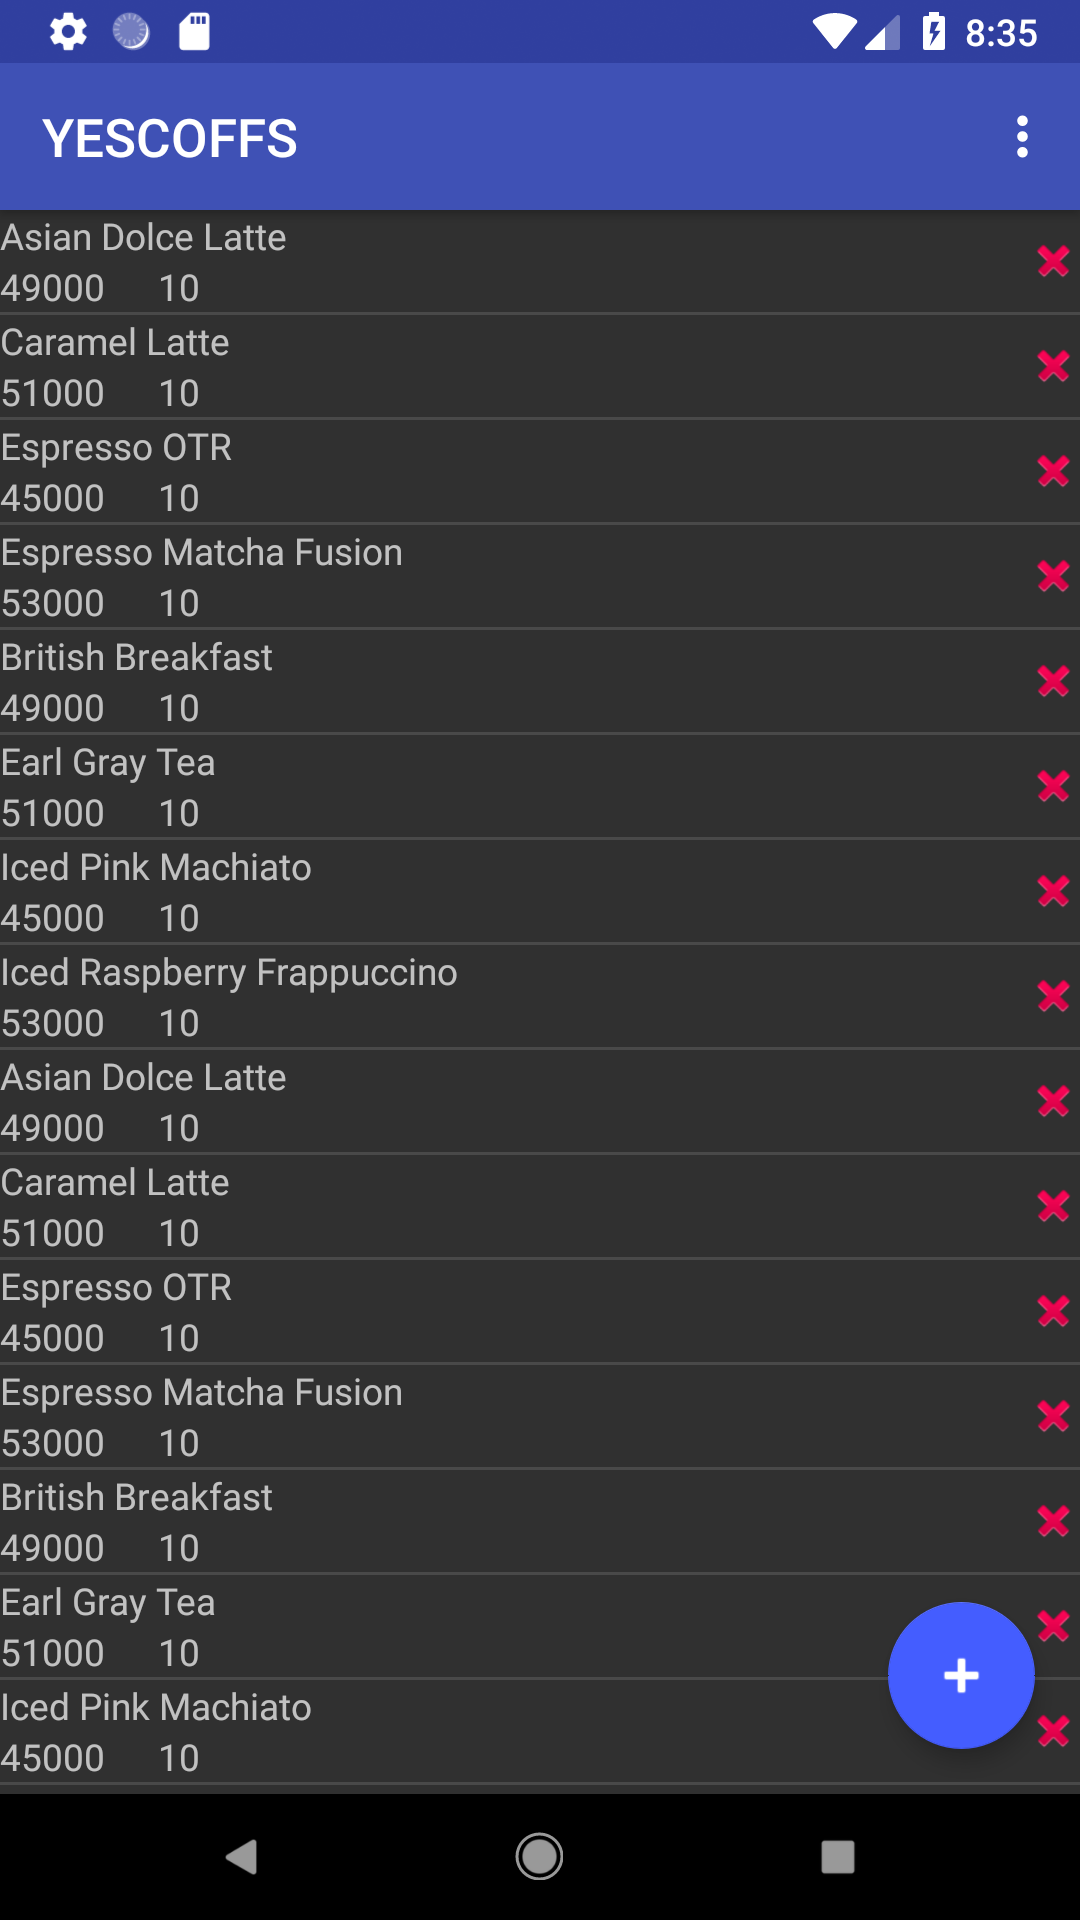 8:35
YESCOFFS
Asian Dolce Latte
49000 10
Caramel Latte
51000 10
Espresso OTR
45000 10
Espresso Matcha Fusion
53000 10
British Breakfast
49000 10
Earl Gray Tea
51000 10
Iced Pink Machiato
45000 10
Iced Raspberry Frappuccino
53000 10
Asian Dolce Latte
49000 10
Caramel Latte
51000 10
Espresso OTR
45000 10
Espresso Matcha Fusion
53000 10
British Breakfast
49000 10
Earl Gray Tea
51000 10
Iced Pink Machiato
45000 10